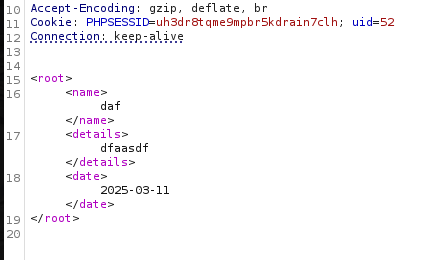 10 Accept-Encoding: gzip, deflate, br
11 Cookie: PHPSESSID=uh3dr8tqme9mpbr5kdrain7clh; uid=52
12 Connection: keep-alive
13
14
15 <root>
16 <name>
daf
</name>
17 <details>
dfaasdf
</details>
18 <date>
2025-03-11
</date>
19 </root>
20